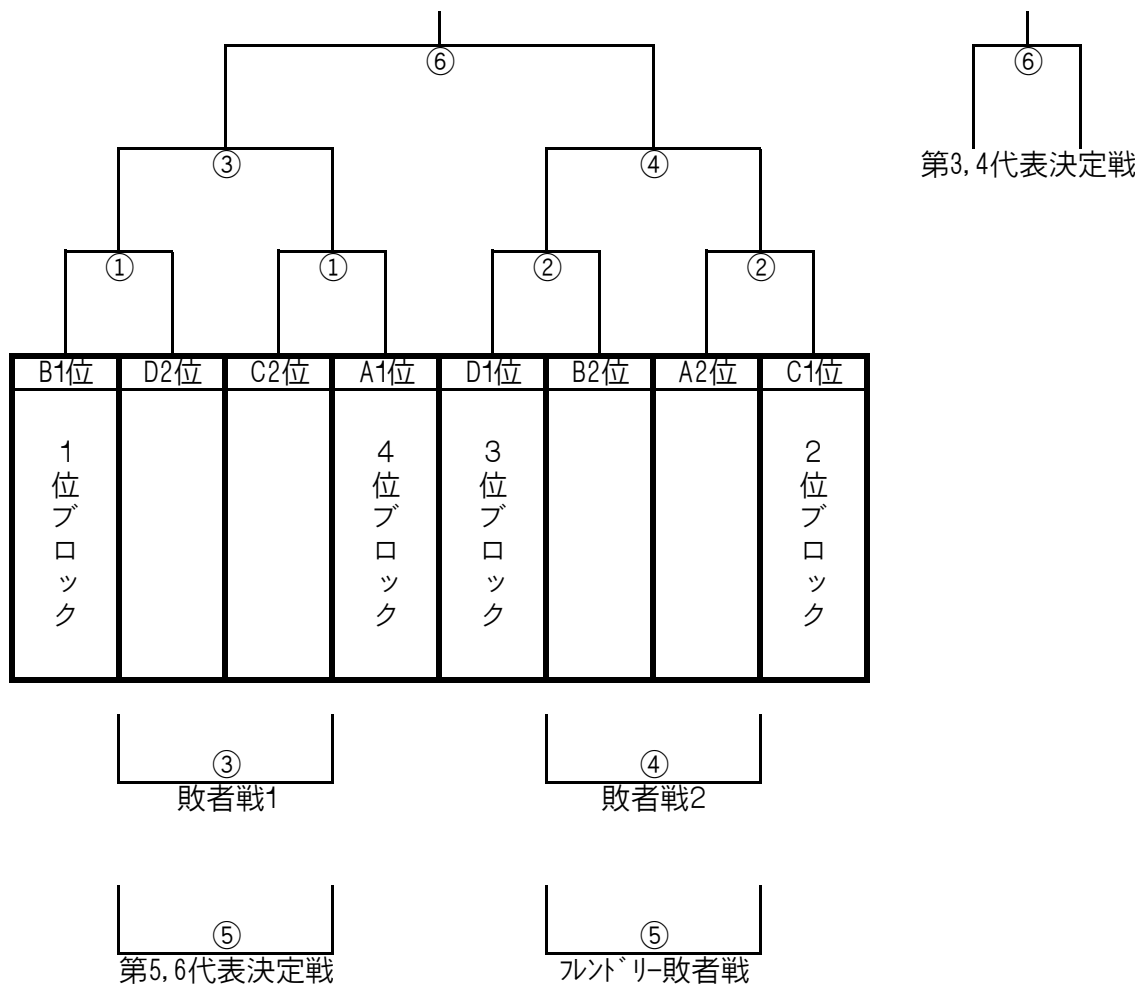 ⑥ ⑥
③ ④
第3,4代表決定戦
① ① ② ②
B1位 D2位 C2位 A1位 D1位 B2位 A2位 C1位
1位ブロック
4位ブロック
3位ブロック
2位ブロック
③ ④
敗者戦1 敗者戦2
⑤ ⑤
第5,6代表決定戦 ﾌﾚﾝﾄﾞﾘｰ敗者戦